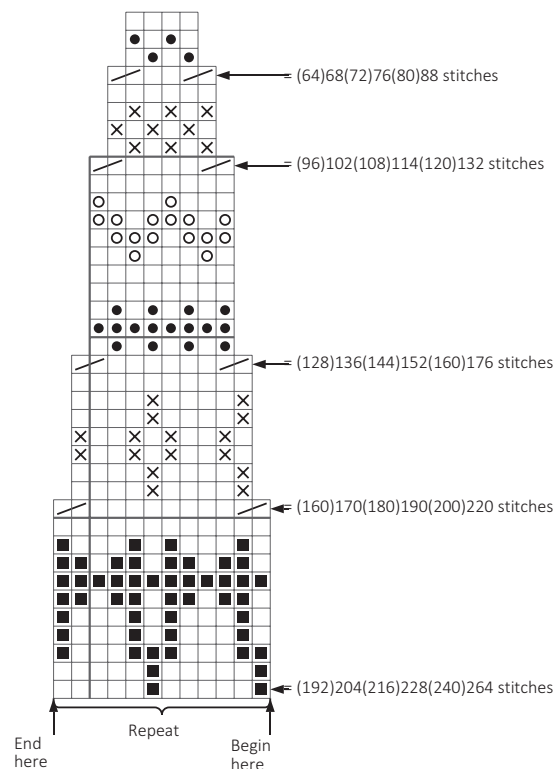 = (64)68(72)76(80)88 stitches
= (96)102(108)114(120)132 stitches
= (128)136(144)152(160)176 stitches
= (160)170(180)190(200)220 stitches
= (192)204(216)228(240)264 stitches
Repeat
End
here
Begin
here